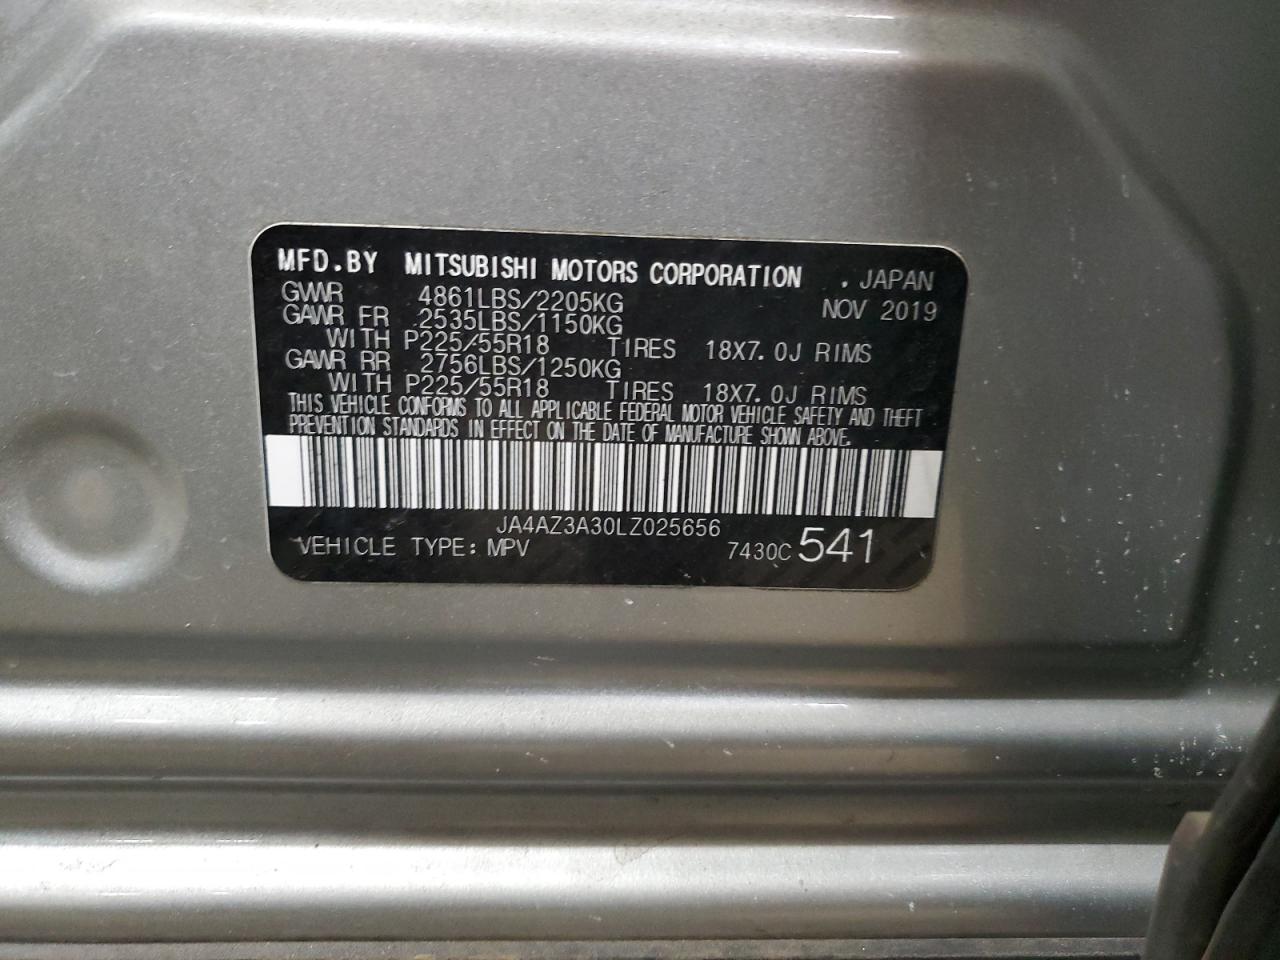 MFD.BY MITSUBISHI MOTORS CORPORATION . JAPAN
GVWR 4861LBS/2205KG NOV 2019
GAWR FR 2535LBS/1150KG
WITH P225/55R18 TIRES 18X7.0J RIMS
GAWR RR 2756LBS/1250KG
WITH P225/55R18 TIRES 18X7.0J RIMS
THIS VEHICLE CONFORMS TO ALL APPLICABLE FEDERAL MOTOR VEHICLE SAFETY AND THEFT
PREVENTION STANDARDS IN EFFECT ON THE DATE OF MANUFACTURE SHOWN ABOVE.
JA4AZ3A30LZ025656
VEHICLE TYPE: MPV 7430C 541